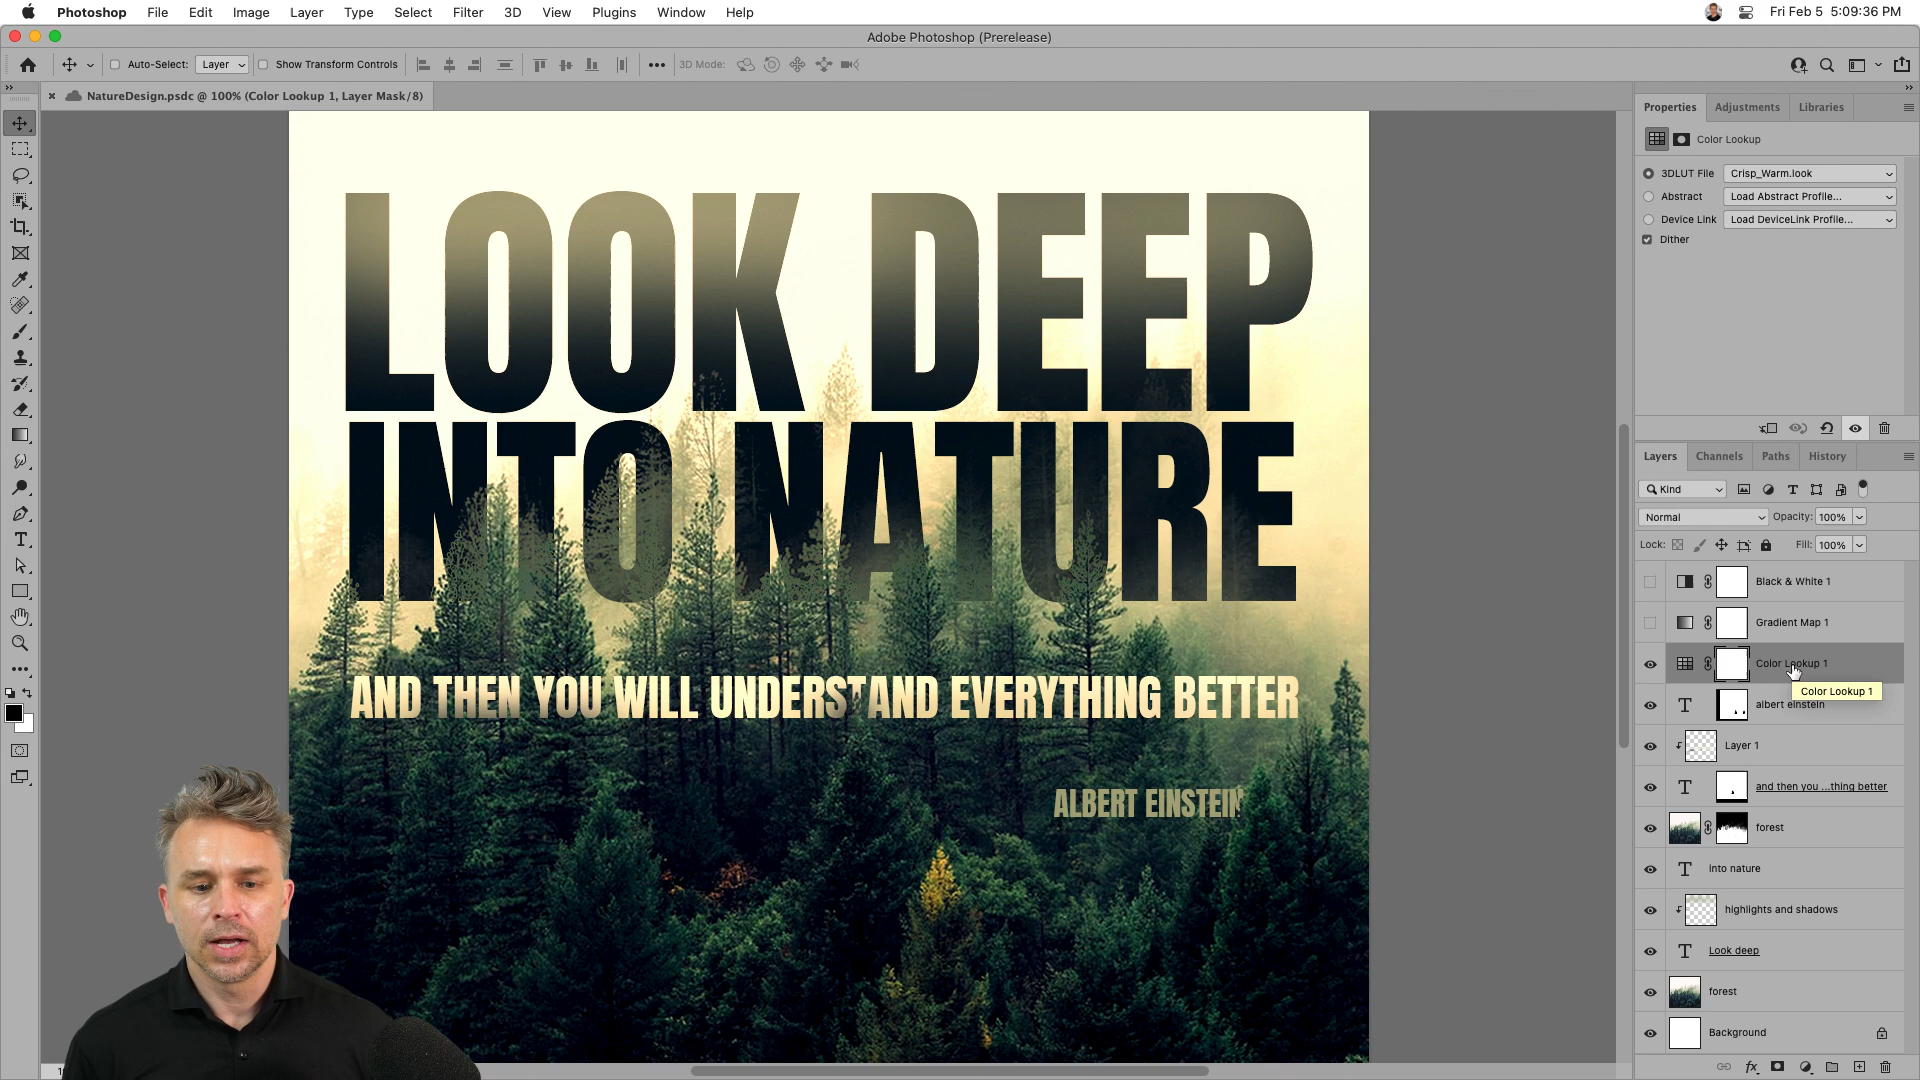 Photoshop File Edit Image Layer Type Select Filter 3D View Plugins Window Help Fri Feb 5 5:09:36 PM
Adobe Photoshop (Prerelease)
Auto-Select: Layer Show Transform Controls ••• 3D Mode:
NatureDesign.psdc @ 100% (Color Lookup 1, Layer Mask/8)
LOOK DEEP
INTO NATURE
AND THEN YOU WILL UNDERSTAND EVERYTHING BETTER
ALBERT EINSTEIN
Properties Adjustments Libraries
Color Lookup
3DLUT File Crisp_Warm.look
Abstract Load Abstract Profile...
Device Link Load DeviceLink Profile...
Dither
Layers Channels Paths History
Kind
Normal Opacity: 100%
Lock: Fill: 100%
Black & White 1
Gradient Map 1
Color Lookup 1
Color Lookup 1
albert einstein
Layer 1
and then you ...thing better
forest
into nature
highlights and shadows
Look deep
forest
Background
fx